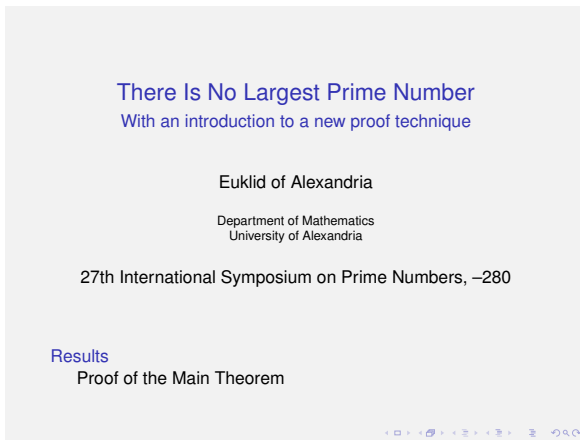 There Is No Largest Prime Number
With an introduction to a new proof technique
Euklid of Alexandria
Department of Mathematics
University of Alexandria
27th International Symposium on Prime Numbers, –280
Results
Proof of the Main Theorem